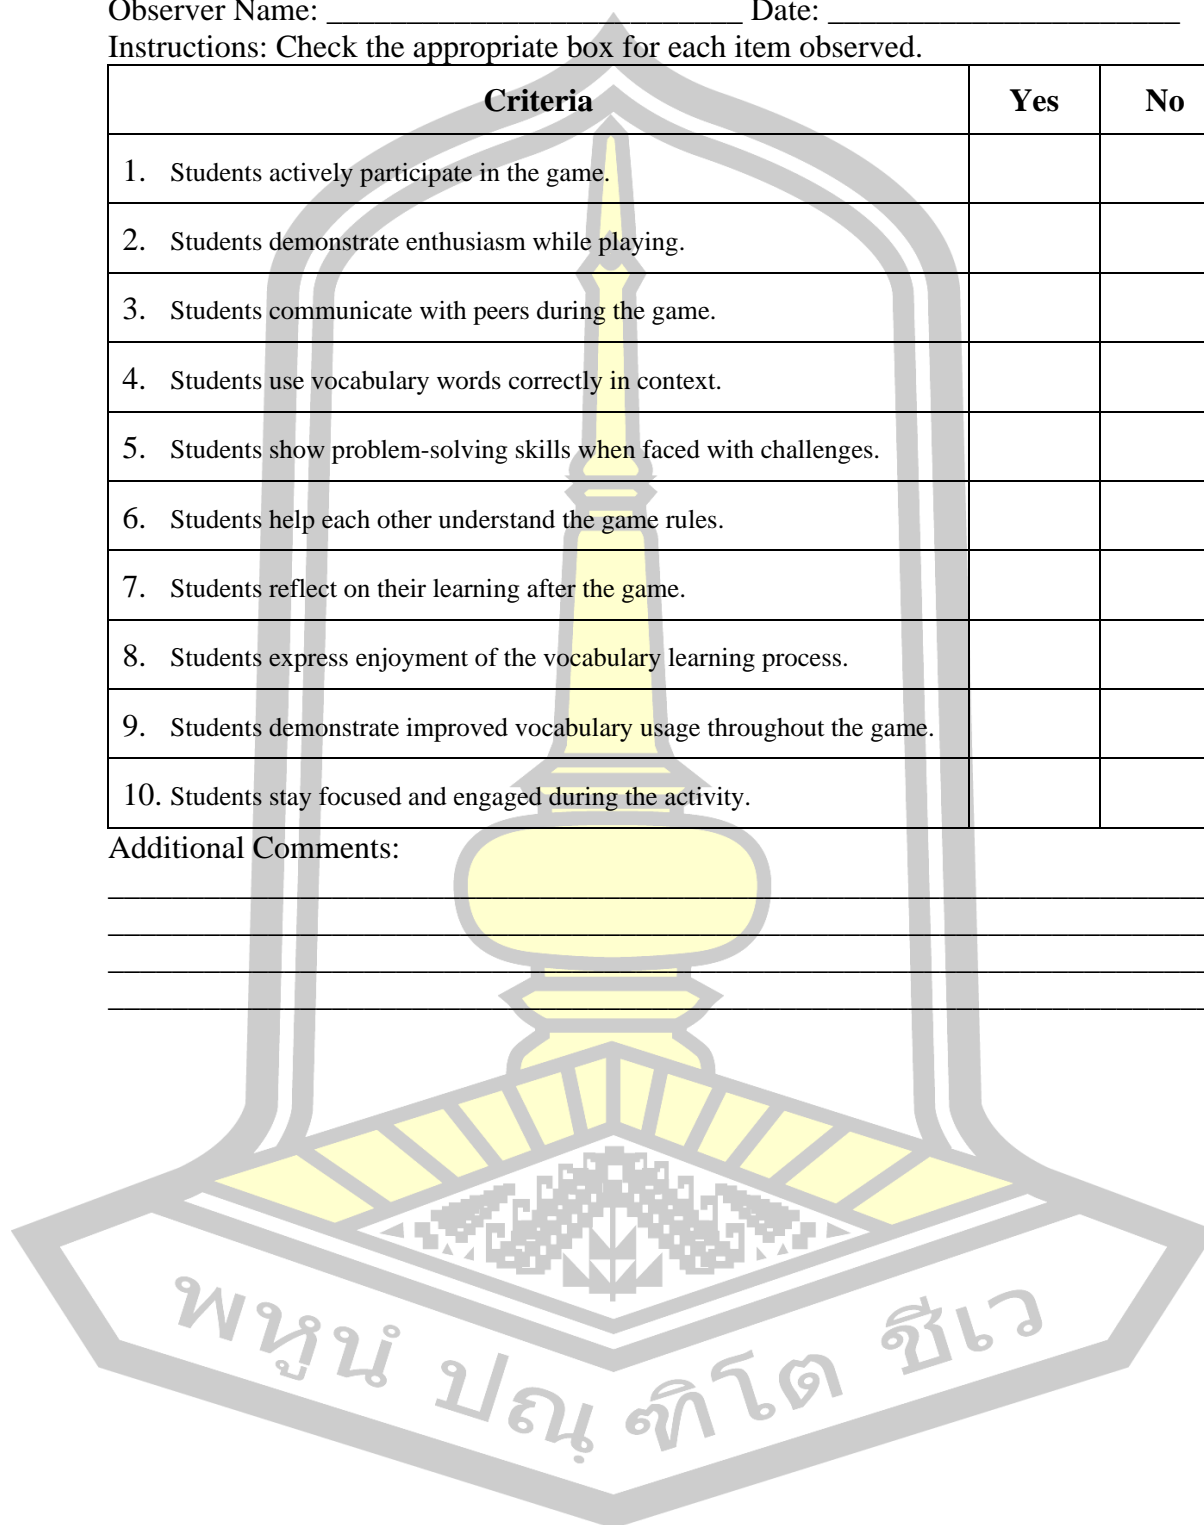 Observer Name: __________________________ Date: ______________________
Instructions: Check the appropriate box for each item observed.
Criteria Yes No
1. Students actively participate in the game.
2. Students demonstrate enthusiasm while playing.
3. Students communicate with peers during the game.
4. Students use vocabulary words correctly in context.
5. Students show problem-solving skills when faced with challenges.
6. Students help each other understand the game rules.
7. Students reflect on their learning after the game.
8. Students express enjoyment of the vocabulary learning process.
9. Students demonstrate improved vocabulary usage throughout the game.
10. Students stay focused and engaged during the activity.
Additional Comments:
พหูนํ ปณฺฑิโต ชีเว